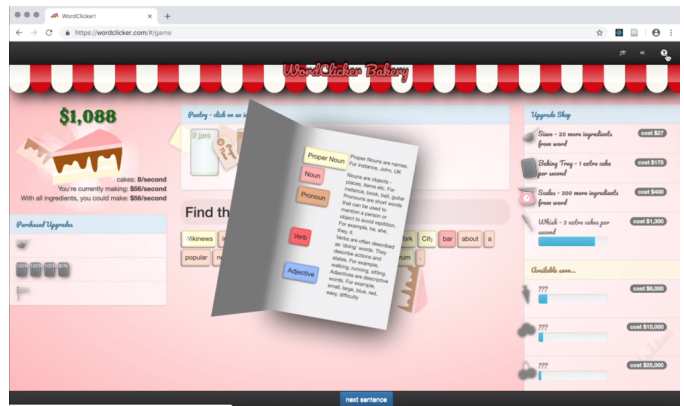 WordClicker!
https://wordclicker.com/#/game
WordClicker Bakery
$1,088
cakes: 8/second
You're currently making: $56/second
With all ingredients, you could make: $56/second
Purchased Upgrades
Pantry - click on an i
2 jars
Find th
Wikinews
ork City bar about a
popular
Proper Noun
Proper Nouns are names.
For instance, John, UK
Noun
Nouns are objects -
places, items etc. For
instance, book, ball, guitar
Pronoun
Pronouns are short words
that can be used to
mention a person or
object to avoid repitition.
For example, he, she,
they, it.
Verb
Verbs are often described
as 'doing' words. They
describe actions and
states. For example,
walking, running, sitting.
Adjective
Adjectives are descriptive
words. For example,
small, large, blue, red,
easy, difficulty
Upgrade Shop
Sieve - 20 more ingredients
from word
cost $27
Baking Tray - 1 extra cake
per second
cost $175
Scales - 300 more ingredients
from word
cost $400
Whisk - 2 extra cakes per
second
cost $1,300
Available soon...
???
cost $6,000
???
cost $15,000
???
cost $25,000
next sentence